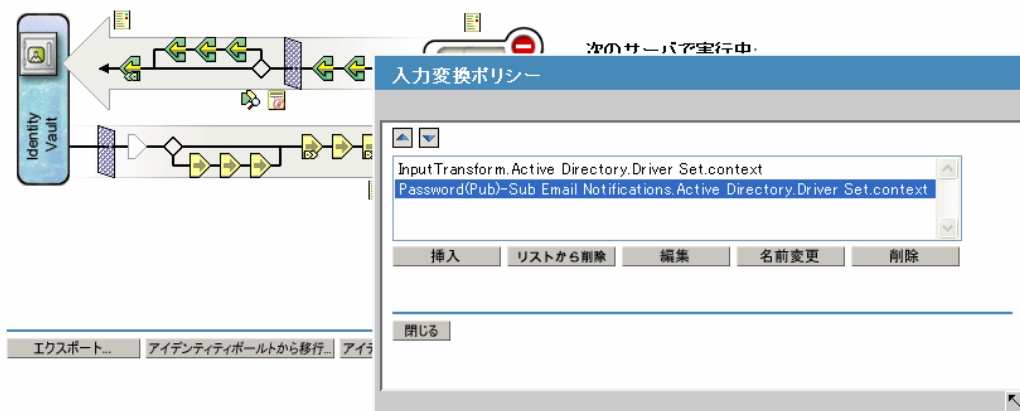 Identity
Vault
次のサーバで実行中:
入力変換ポリシー
InputTransform.Active Directory.Driver Set.context
Password(Pub)-Sub Email Notifications.Active Directory.Driver Set.context
挿入 リストから削除 編集 名前変更 削除
閉じる
エクスポート... アイデンティティボールトから移行... アイデ